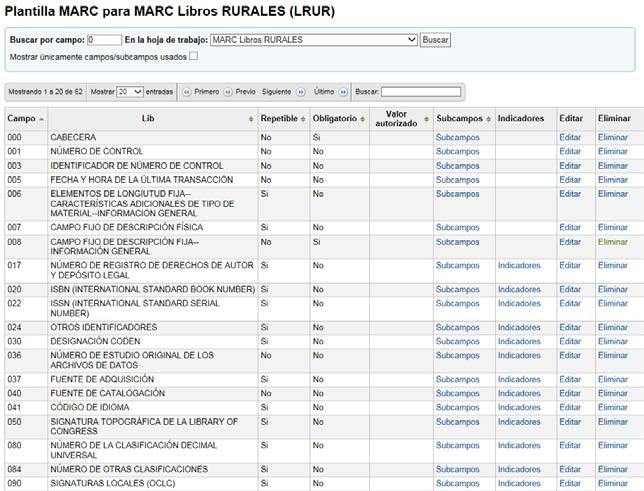 Plantilla MARC para MARC Libros RURALES (LRUR)
Buscar por campo: 0 En la hoja de trabajo: MARC Libros RURALES Buscar
Mostrar únicamente campos/subcampos usados
Mostrando 1 a 20 de 62 Mostrar 20 entradas Primero Previo Siguiente Último Buscar:
Campo Lib Repetible Obligatorio Valor autorizado Subcampos Indicadores Editar Eliminar
000 CABECERA No Si Subcampos Editar Eliminar
001 NÚMERO DE CONTROL No No Subcampos Editar Eliminar
003 IDENTIFICADOR DE NÚMERO DE CONTROL No No Subcampos Editar Eliminar
005 FECHA Y HORA DE LA ÚLTIMA TRANSACCIÓN No No Subcampos Editar Eliminar
006 ELEMENTOS DE LONGIUTUD FIJA-- Si No Subcampos Editar Eliminar
CARACTERÍSTICAS ADICIONALES DE TIPO DE
MATERIAL--INFORMACIÓN GENERAL
007 CAMPO FIJO DE DESCRIPCIÓN FÍSICA Si No Subcampos Editar Eliminar
008 CAMPO FIJO DE DESCRIPCIÓN FIJA-- No Si Subcampos Editar Eliminar
INFORMACIÓN GENERAL
017 NÚMERO DE REGISTRO DE DERECHOS DE AUTOR Si No Subcampos Indicadores Editar Eliminar
Y DEPÓSITO LEGAL
020 ISBN (INTERNATIONAL STANDARD BOOK NUMBER) Si No Subcampos Indicadores Editar Eliminar
022 ISSN (INTERNATIONAL STANDARD SERIAL Si No Subcampos Indicadores Editar Eliminar
NUMBER)
024 OTROS IDENTIFICADORES Si No Subcampos Indicadores Editar Eliminar
030 DESIGNACIÓN CODEN Si No Subcampos Indicadores Editar Eliminar
036 NÚMERO DE ESTUDIO ORIGINAL DE LOS No No Subcampos Indicadores Editar Eliminar
ARCHIVOS DE DATOS
037 FUENTE DE ADQUISICIÓN Si No Subcampos Indicadores Editar Eliminar
040 FUENTE DE CATALOGACIÓN No No Subcampos Indicadores Editar Eliminar
041 CÓDIGO DE IDIOMA Si No Subcampos Indicadores Editar Eliminar
050 SIGNATURA TOPOGRÁFICA DE LA LIBRARY OF Si No Subcampos Indicadores Editar Eliminar
CONGRESS
080 NÚMERO DE LA CLASIFICACIÓN DECIMAL Si No Subcampos Indicadores Editar Eliminar
UNIVERSAL
084 NÚMERO DE OTRAS CLASIFICACIONES Si No Subcampos Indicadores Editar Eliminar
090 SIGNATURAS LOCALES (OCLC) Si No Subcampos Indicadores Editar Eliminar